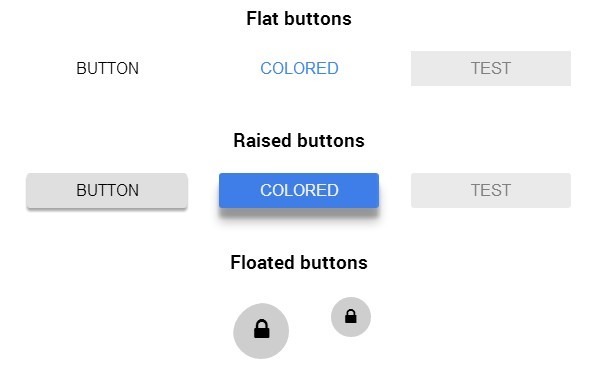 Flat buttons
BUTTON COLORED TEST
Raised buttons
BUTTON COLORED TEST
Floated buttons